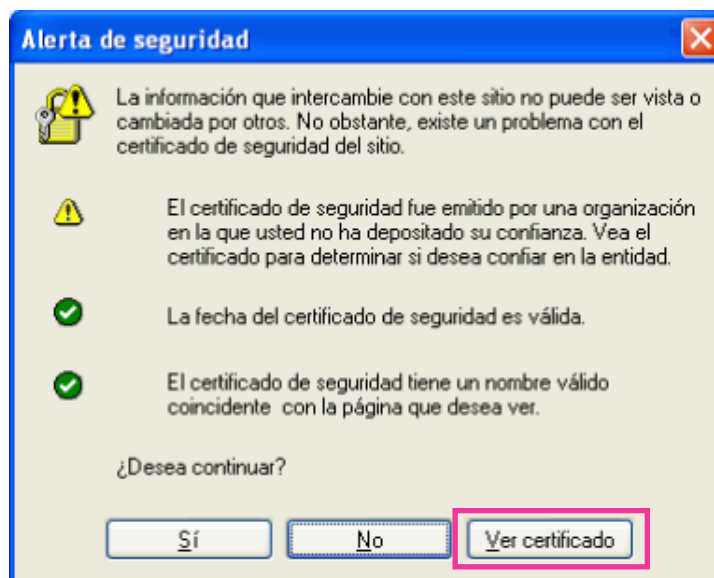 Alerta de seguridad
La información que intercambie con este sitio no puede ser vista o
cambiada por otros. No obstante, existe un problema con el
certificado de seguridad del sitio.
El certificado de seguridad fue emitido por una organización
en la que usted no ha depositado su confianza. Vea el
certificado para determinar si desea confiar en la entidad.
La fecha del certificado de seguridad es válida.
El certificado de seguridad tiene un nombre válido
coincidente con la página que desea ver.
¿Desea continuar?
Sí No Ver certificado